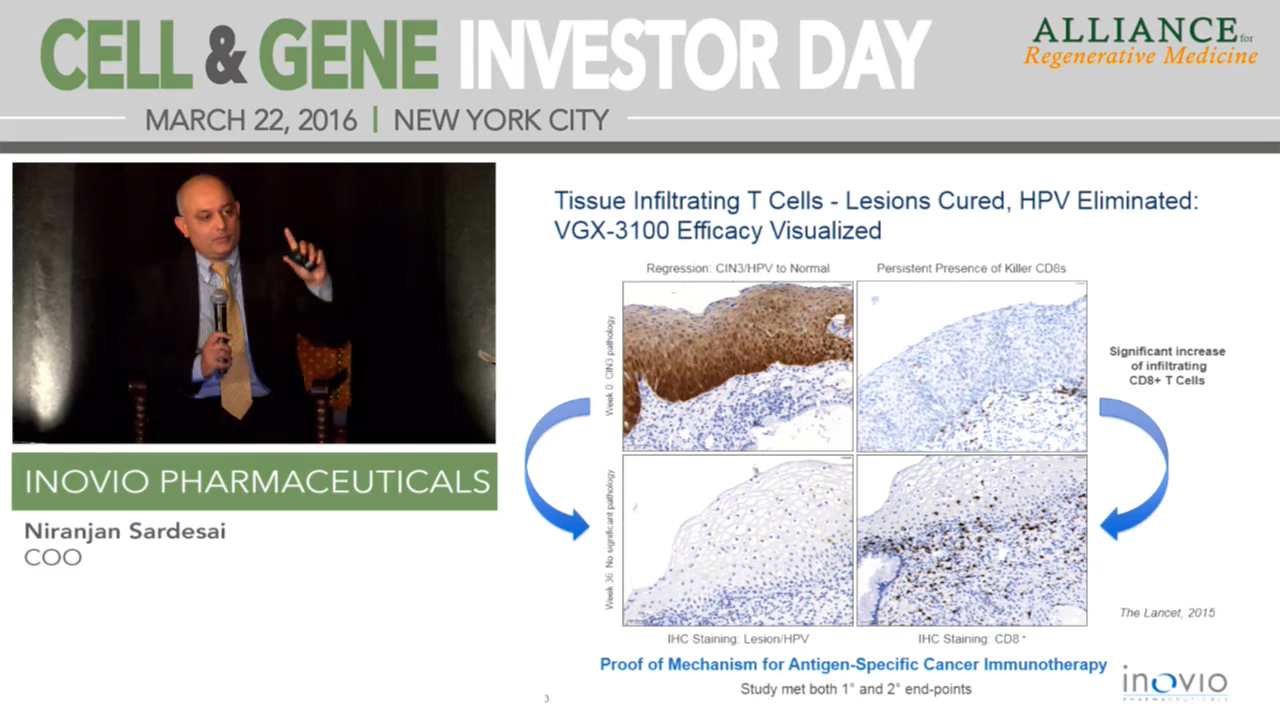 CELL & GENE INVESTOR DAY
MARCH 22, 2016 | NEW YORK CITY
ALLIANCE for
Regenerative Medicine
INOVIO PHARMACEUTICALS
Niranjan Sardesai
COO
Tissue Infiltrating T Cells - Lesions Cured, HPV Eliminated:
VGX-3100 Efficacy Visualized
Regression: CIN3/HPV to Normal
Persistent Presence of Killer CD8s
Week 0: CIN3 pathology
Week 36: No significant pathology
Significant increase
of infiltrating
CD8+ T Cells
The Lancet, 2015
IHC Staining: Lesion/HPV
IHC Staining: CD8+
Proof of Mechanism for Antigen-Specific Cancer Immunotherapy
Study met both 1° and 2° end-points
3
inovio
PHARMACEUTICALS